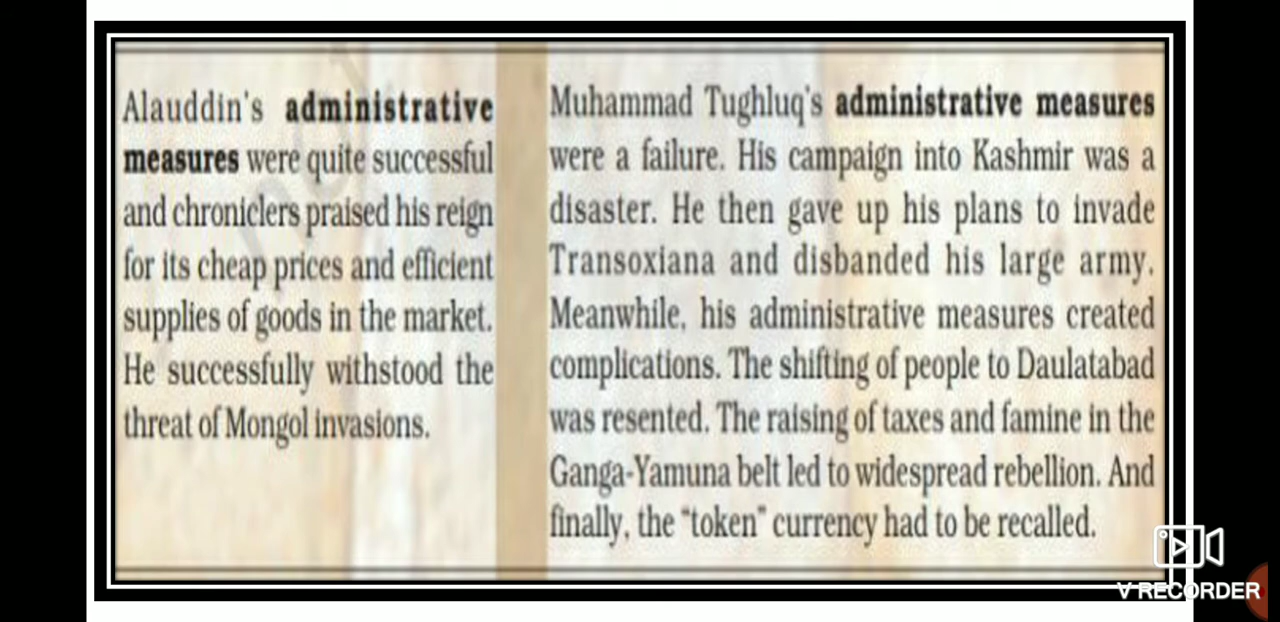 Alauddin's administrative
measures were quite successful
and chroniclers praised his reign
for its cheap prices and efficient
supplies of goods in the market.
He successfully withstood the
threat of Mongol invasions.
Muhammad Tughluq's administrative measures
were a failure. His campaign into Kashmir was a
disaster. He then gave up his plans to invade
Transoxiana and disbanded his large army.
Meanwhile, his administrative measures created
complications. The shifting of people to Daulatabad
was resented. The raising of taxes and famine in the
Ganga-Yamuna belt led to widespread rebellion. And
finally, the “token” currency had to be recalled.
V RECORDER